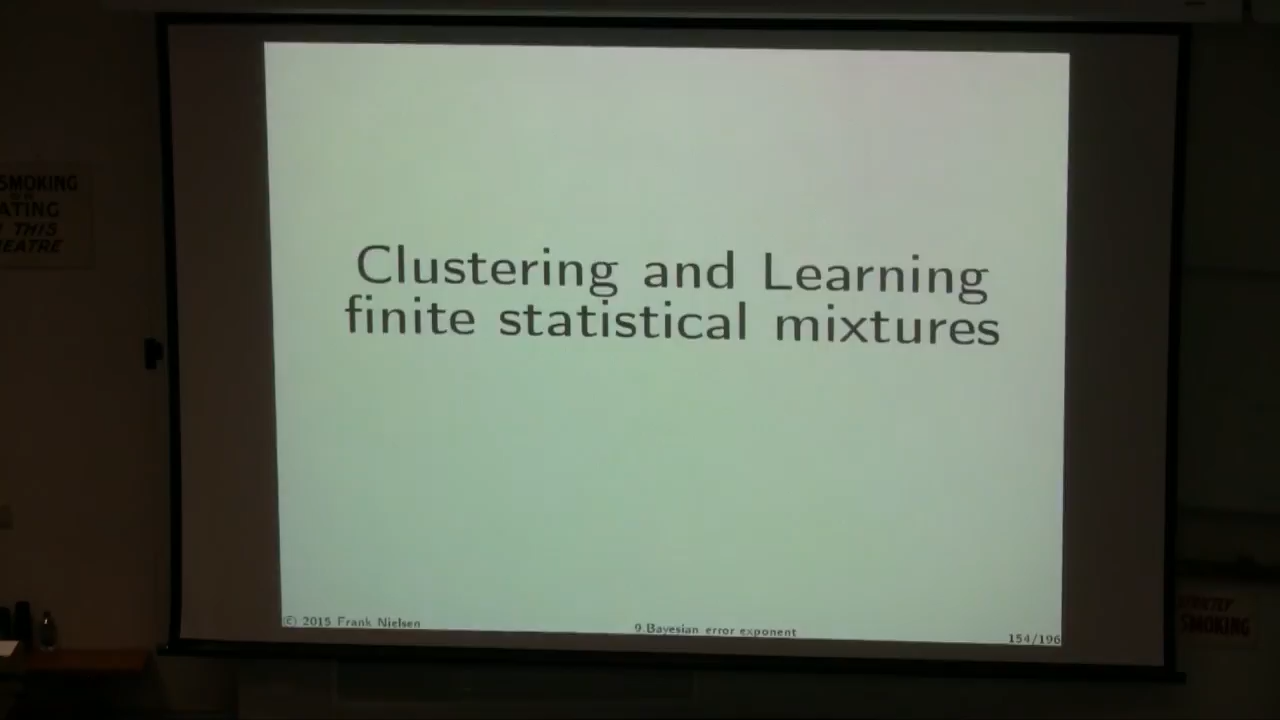 SMOKING
ATING
THIS
EATRE
Clustering and Learning
finite statistical mixtures
© 2015 Frank Nielsen
9.Bayesian error exponent
154/196
SMOKING